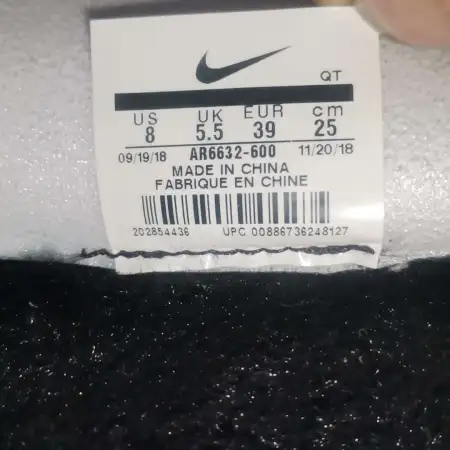 QT
US UK EUR cm
8 5.5 39 25
09/19/18 AR6632-600 11/20/18
MADE IN CHINA
FABRIQUE EN CHINE
202854436 UPC 00886736248127